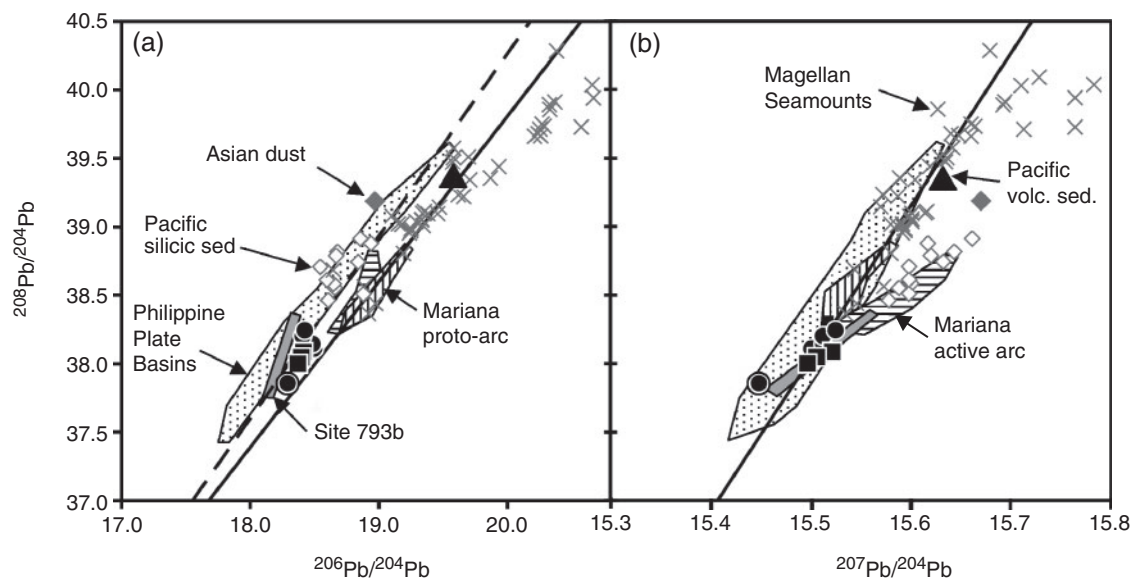 40.5
40.0
39.5
39.0
38.5
38.0
37.5
37.0
²⁰⁸Pb/²⁰⁴Pb
(a)
Asian dust
Pacific
silicic sed
Philippine
Plate
Basins
Mariana
proto-arc
Site 793b
17.0
18.0
19.0
20.0
²⁰⁶Pb/²⁰⁴Pb
(b)
Magellan
Seamounts
Pacific
volc. sed.
Mariana
active arc
15.3
15.4
15.5
15.6
15.7
15.8
²⁰⁷Pb/²⁰⁴Pb